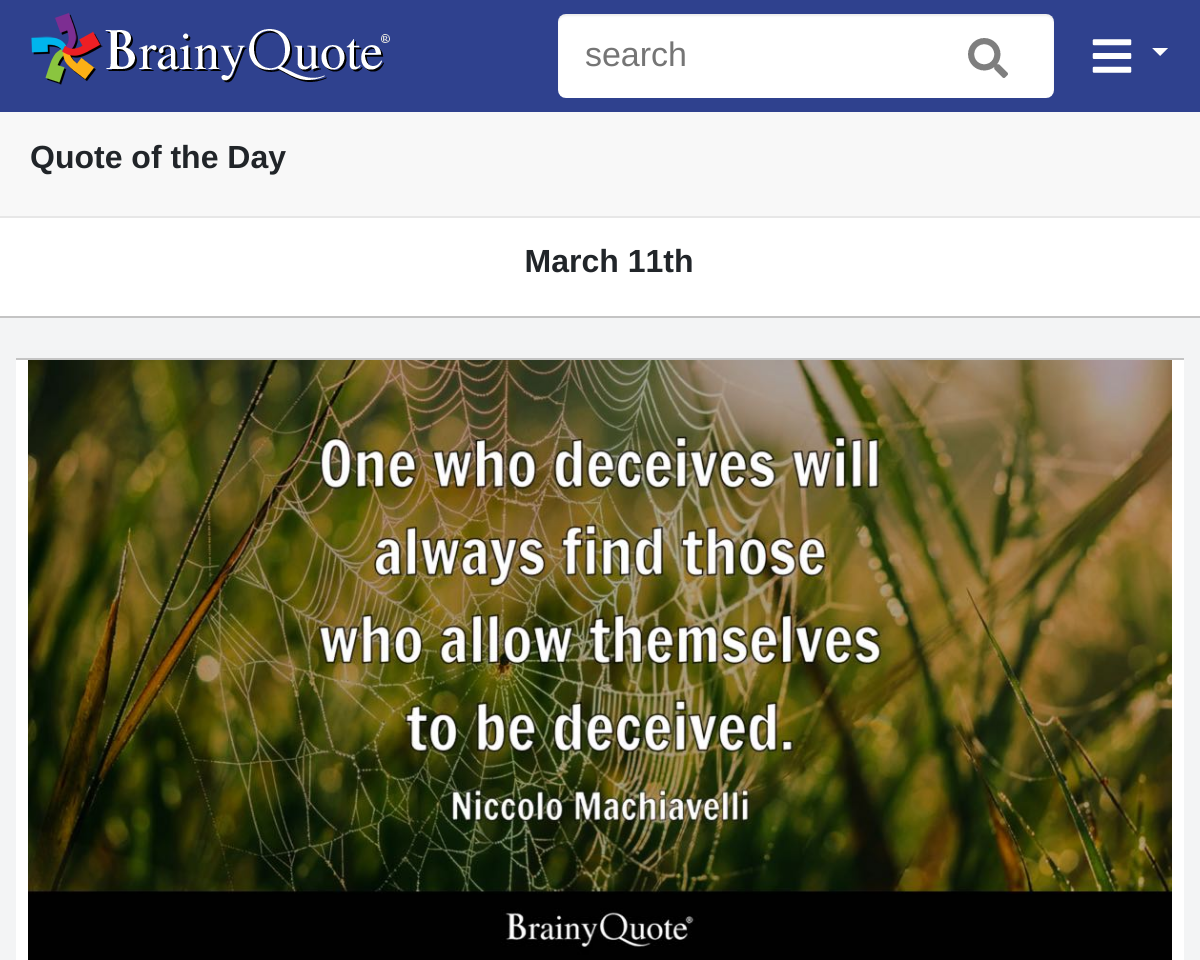 BrainyQuote®
search
Quote of the Day
March 11th
One who deceives will
always find those
who allow themselves
to be deceived.
Niccolo Machiavelli
BrainyQuote®